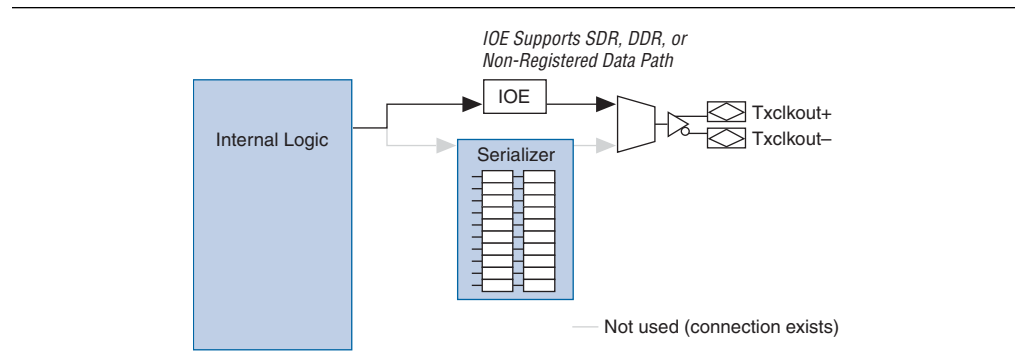 IOE Supports SDR, DDR, or
Non-Registered Data Path
IOE
Internal Logic
Txclkout+
Txclkout–
Serializer
Not used (connection exists)